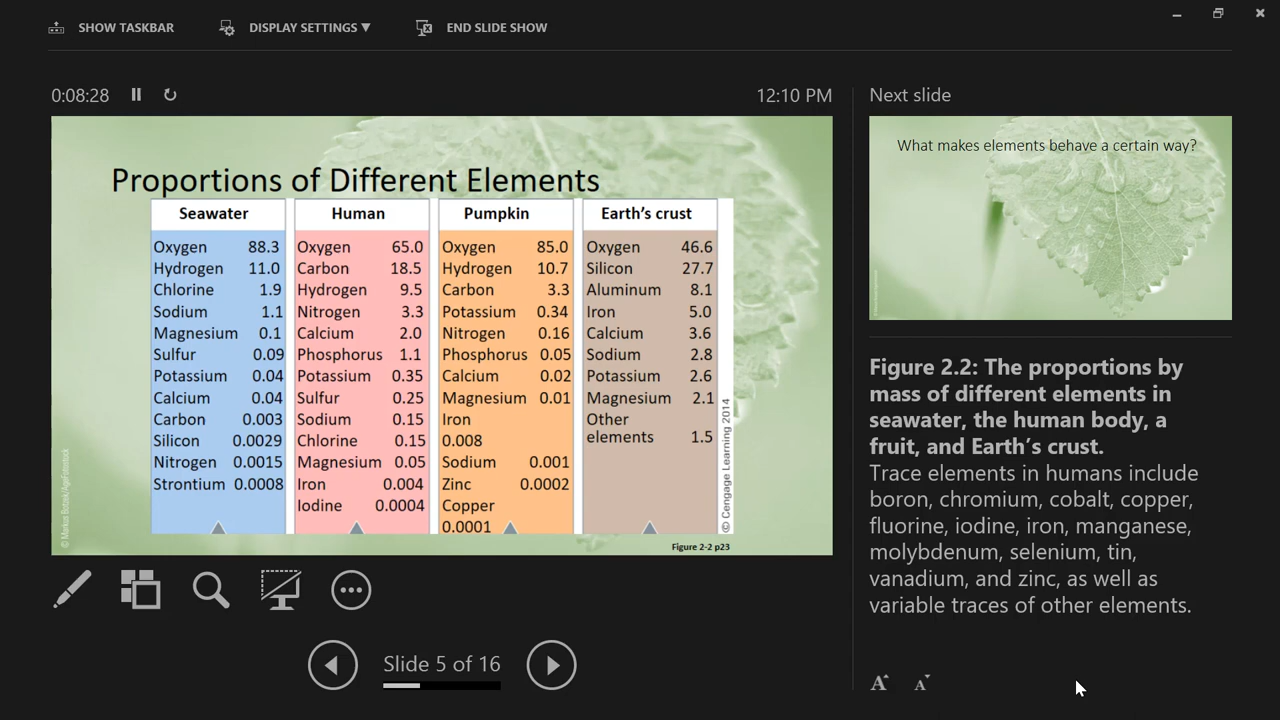 SHOW TASKBAR
DISPLAY SETTINGS ▼
END SLIDE SHOW
0:08:28
12:10 PM
Next slide
Proportions of Different Elements
Seawater
Oxygen 88.3
Hydrogen 11.0
Chlorine 1.9
Sodium 1.1
Magnesium 0.1
Sulfur 0.09
Potassium 0.04
Calcium 0.04
Carbon 0.003
Silicon 0.0029
Nitrogen 0.0015
Strontium 0.0008
Human
Oxygen 65.0
Carbon 18.5
Hydrogen 9.5
Nitrogen 3.3
Calcium 2.0
Phosphorus 1.1
Potassium 0.35
Sulfur 0.25
Sodium 0.15
Chlorine 0.15
Magnesium 0.05
Iron 0.004
Iodine 0.0004
Pumpkin
Oxygen 85.0
Hydrogen 10.7
Carbon 3.3
Potassium 0.34
Nitrogen 0.16
Phosphorus 0.05
Calcium 0.02
Magnesium 0.01
Iron
0.008
Sodium 0.001
Zinc 0.0002
Copper
0.0001
Earth's crust
Oxygen 46.6
Silicon 27.7
Aluminum 8.1
Iron 5.0
Calcium 3.6
Sodium 2.8
Potassium 2.6
Magnesium 2.1
Other
elements 1.5
© Cengage Learning 2014
© Markus Botzek/AgeFotostock
Figure 2-2 p23
What makes elements behave a certain way?
Figure 2.2: The proportions by
mass of different elements in
seawater, the human body, a
fruit, and Earth's crust.
Trace elements in humans include
boron, chromium, cobalt, copper,
fluorine, iodine, iron, manganese,
molybdenum, selenium, tin,
vanadium, and zinc, as well as
variable traces of other elements.
Slide 5 of 16
A A